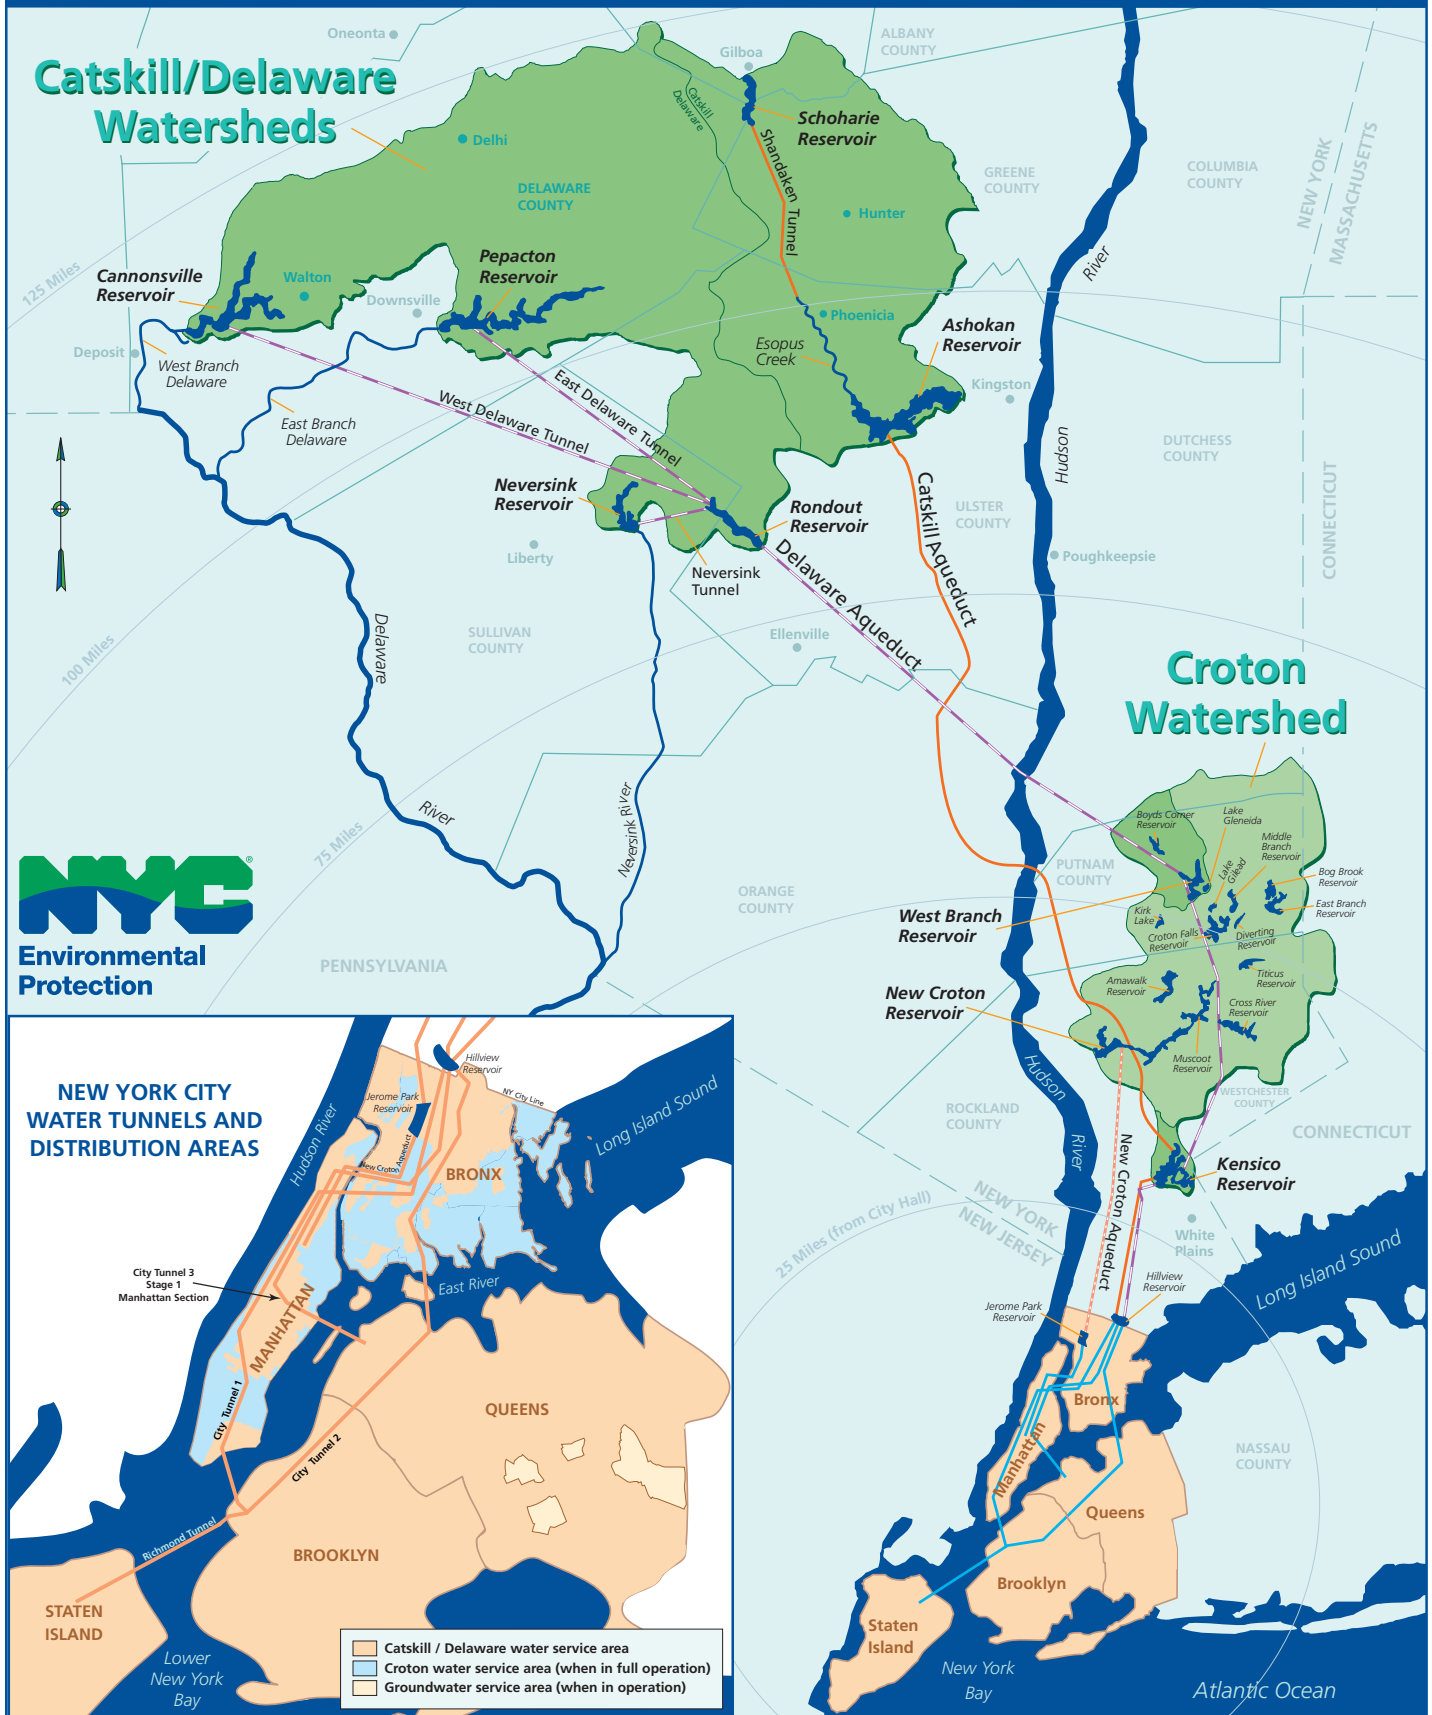 Oneonta
ALBANY
COUNTY
Gilboa
Catskill/Delaware
Watersheds
Catskill
Delaware
Schoharie
Reservoir
Delhi
Shandaken Tunnel
GREENE
COUNTY
COLUMBIA
COUNTY
NEW YORK
MASSACHUSETTS
DELAWARE
COUNTY
Hunter
125 Miles
Cannonsville
Reservoir
Walton
Pepacton
Reservoir
River
Downsville
Phoenicia
Ashokan
Reservoir
Deposit
West Branch
Delaware
Esopus
Creek
Kingston
East Branch
Delaware
West Delaware Tunnel
East Delaware Tunnel
Hudson
DUTCHESS
COUNTY
CONNECTICUT
Neversink
Reservoir
Rondout
Reservoir
Catskill Aqueduct
ULSTER
COUNTY
Liberty
Neversink
Tunnel
Delaware Aqueduct
Poughkeepsie
100 Miles
Delaware
SULLIVAN
COUNTY
Ellenville
Croton
Watershed
75 Miles
River
Neversink River
Boyds Corner
Reservoir
Lake
Gleneida
Middle
Branch
Reservoir
Lake
Gilead
Bog Brook
Reservoir
East Branch
Reservoir
PUTNAM
COUNTY
ORANGE
COUNTY
West Branch
Reservoir
Kirk
Lake
Croton Falls
Reservoir
Diverting
Reservoir
NYC®
Environmental
Protection
PENNSYLVANIA
Amawalk
Reservoir
Titicus
Reservoir
New Croton
Reservoir
Cross River
Reservoir
Muscoot
Reservoir
WESTCHESTER
COUNTY
Hudson
River
ROCKLAND
COUNTY
CONNECTICUT
New Croton Aqueduct
Kensico
Reservoir
NEW YORK
NEW JERSEY
25 Miles (from City Hall)
White
Plains
Long Island Sound
Hillview
Reservoir
Jerome Park
Reservoir
Bronx
Manhattan
NASSAU
COUNTY
Queens
Brooklyn
Staten
Island
New York
Bay
Atlantic Ocean
NEW YORK CITY
WATER TUNNELS AND
DISTRIBUTION AREAS
Hudson River
Hillview
Reservoir
Jerome Park
Reservoir
NY City Line
Long Island Sound
New Croton Aqueduct
BRONX
City Tunnel 3
Stage 1
Manhattan Section
East River
MANHATTAN
City Tunnel 1
QUEENS
City Tunnel 2
Richmond Tunnel
BROOKLYN
STATEN
ISLAND
Lower
New York
Bay
Catskill / Delaware water service area
Croton water service area (when in full operation)
Groundwater service area (when in operation)